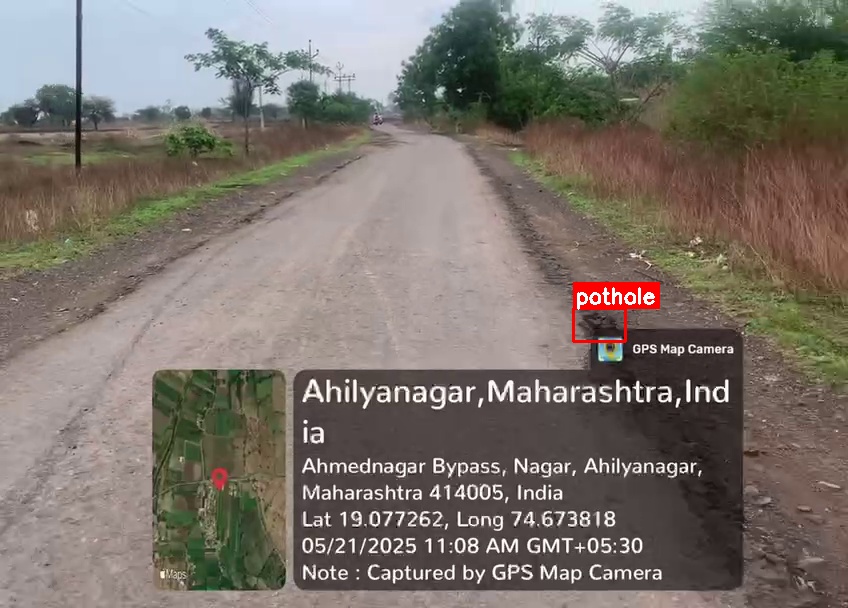 pothole
GPS Map Camera
Ahilyanagar,Maharashtra,Ind
ia
Ahmednagar Bypass, Nagar, Ahilyanagar,
Maharashtra 414005, India
Lat 19.077262, Long 74.673818
05/21/2025 11:08 AM GMT+05:30
Note : Captured by GPS Map Camera
Maps